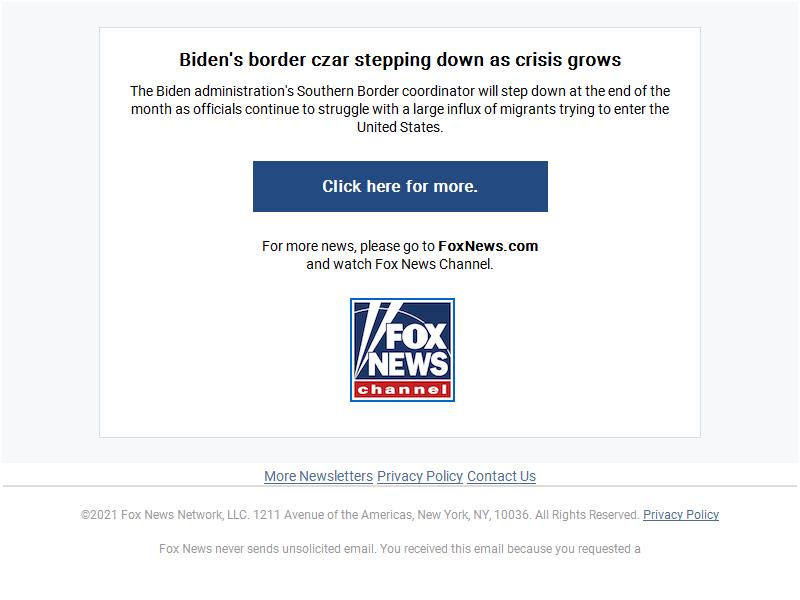 Biden's border czar stepping down as crisis grows
The Biden administration's Southern Border coordinator will step down at the end of the
month as officials continue to struggle with a large influx of migrants trying to enter the
United States.
Click here for more.
For more news, please go to FoxNews.com
and watch Fox News Channel.
FOX
NEWS
channel
More Newsletters Privacy Policy Contact Us
©2021 Fox News Network, LLC. 1211 Avenue of the Americas, New York, NY, 10036. All Rights Reserved. Privacy Policy
Fox News never sends unsolicited email. You received this email because you requested a